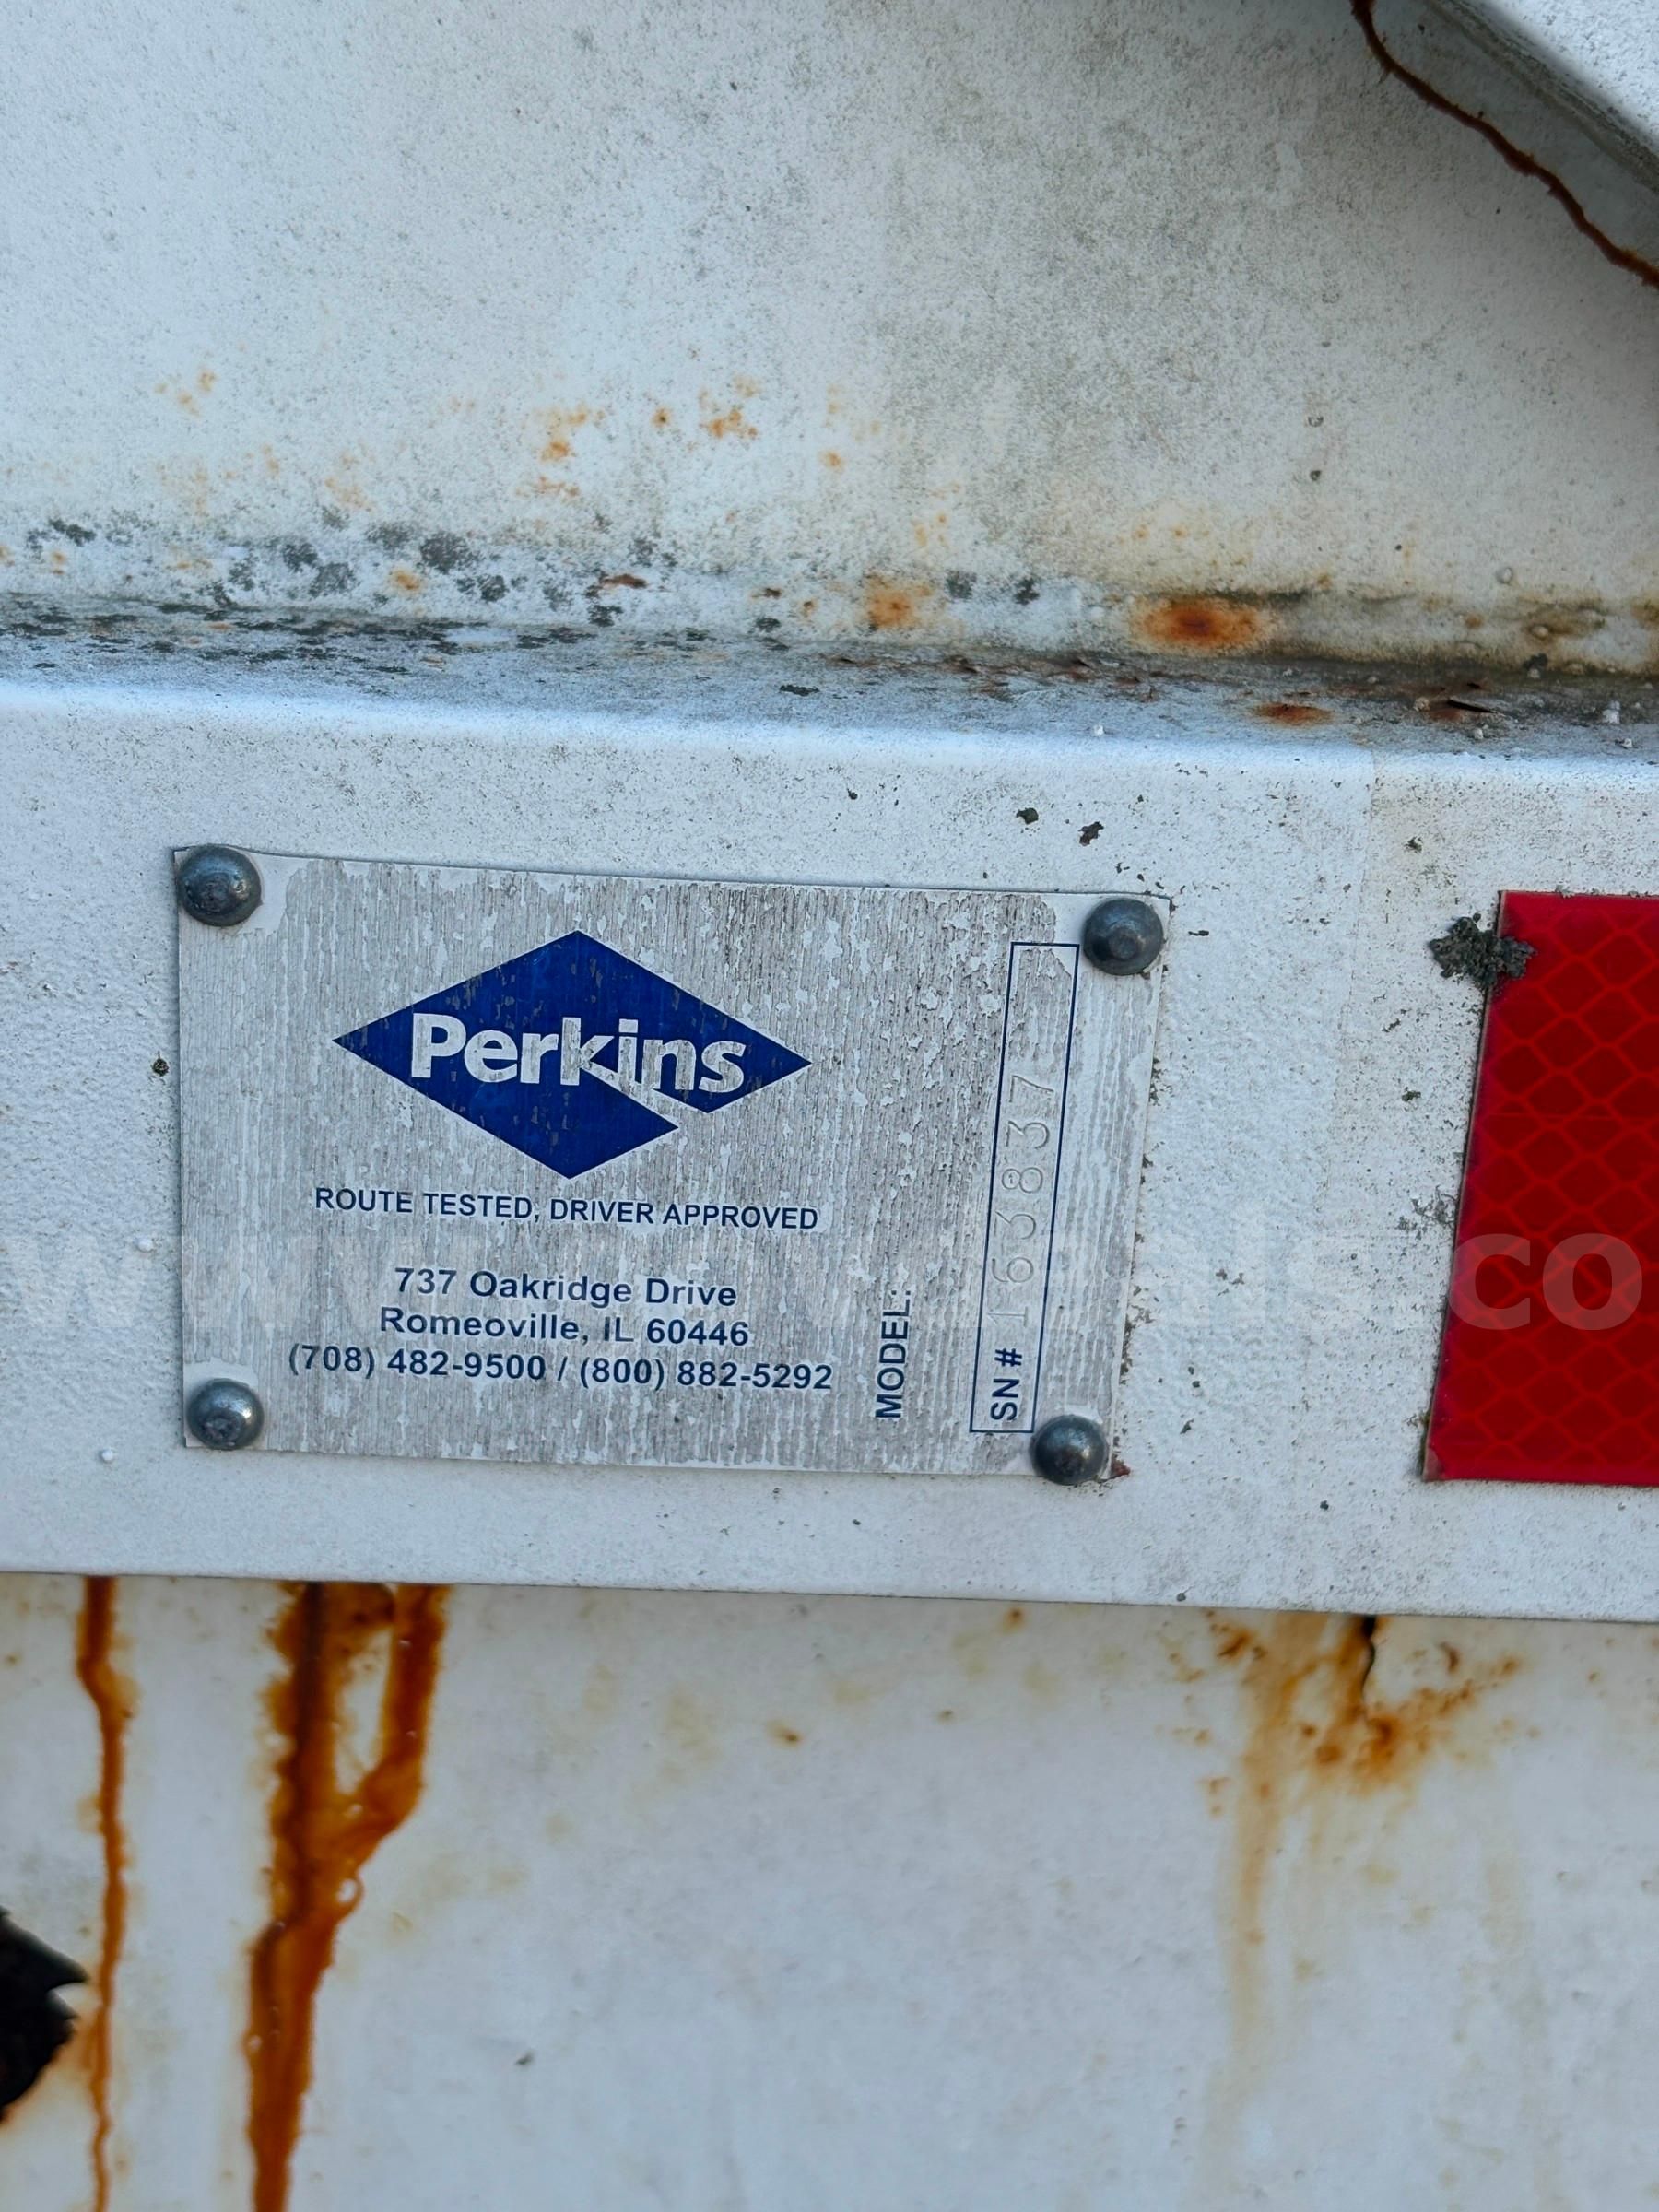 Perkins
ROUTE TESTED, DRIVER APPROVED
737 Oakridge Drive
Romeoville, IL 60446
(708) 482-9500 / (800) 882-5292
MODEL:
SN # 163837